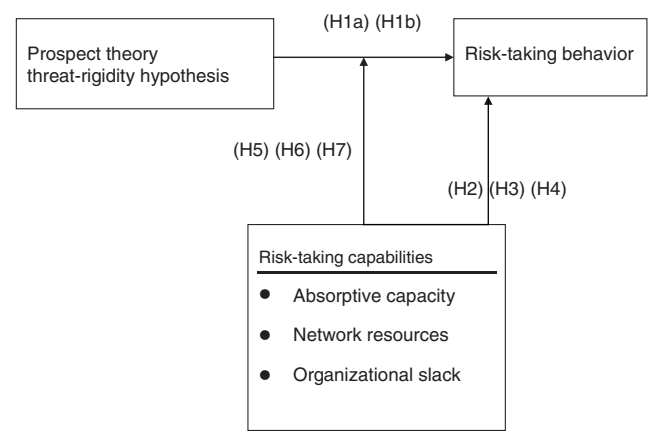 (H1a) (H1b)
Prospect theory
threat-rigidity hypothesis
Risk-taking behavior
(H5) (H6) (H7)
(H2) (H3) (H4)
Risk-taking capabilities
● Absorptive capacity
● Network resources
● Organizational slack